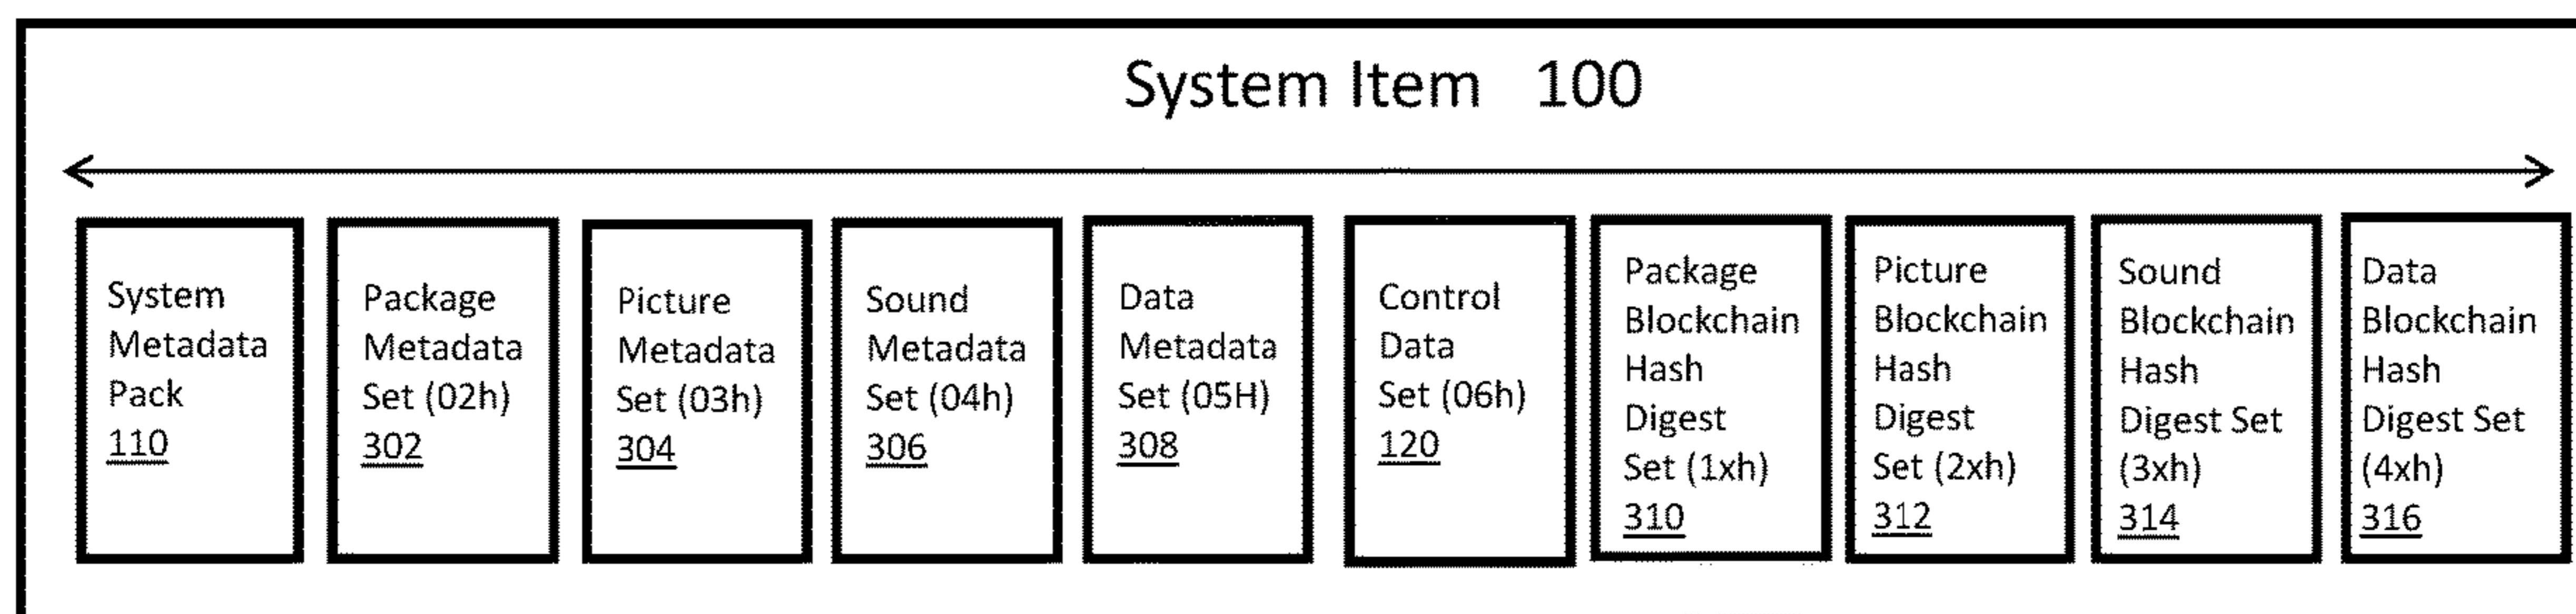 System Item 100
System
Metadata
Pack
110
Package
Metadata
Set (02h)
302
Picture
Metadata
Set (03h)
304
Sound
Metadata
Set (04h)
306
Data
Metadata
Set (05H)
308
Control
Data
Set (06h)
120
Package
Blockchain
Hash
Digest
Set (1xh)
310
Picture
Blockchain
Hash
Digest
Set (2xh)
312
Sound
Blockchain
Hash
Digest Set
(3xh)
314
Data
Blockchain
Hash
Digest Set
(4xh)
316